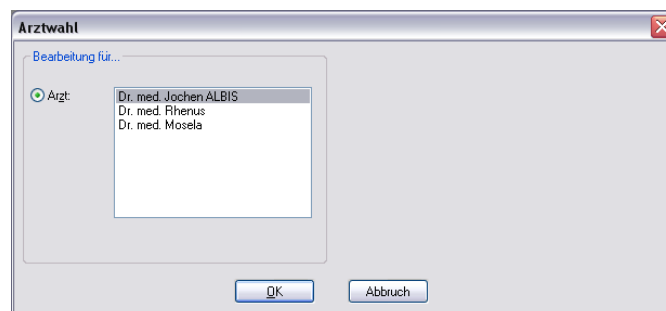 Arztwahl
Bearbeitung für...
Arzt:
Dr. med. Jochen ALBIS
Dr. med. Rhenus
Dr. med. Mosela
OK
Abbruch